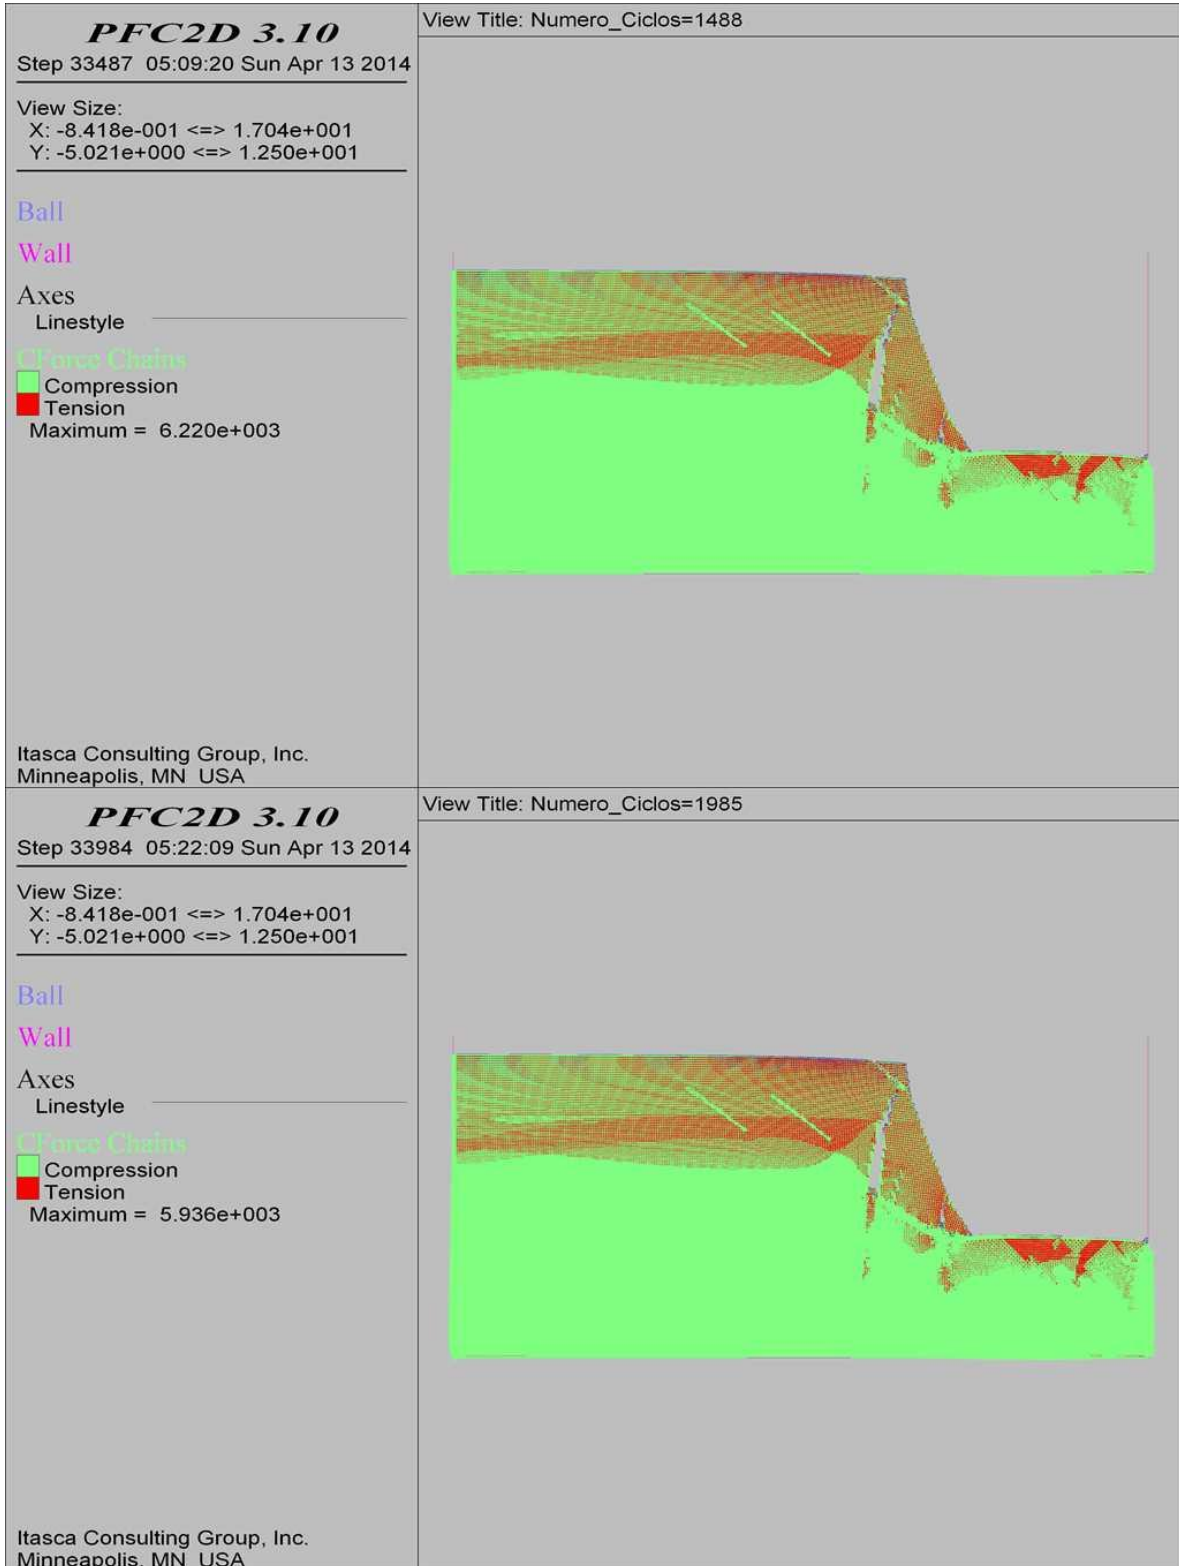 PFC2D 3.10
Step 33487 05:09:20 Sun Apr 13 2014
View Size:
X: -8.418e-001 <=> 1.704e+001
Y: -5.021e+000 <=> 1.250e+001
Ball
Wall
Axes
Linestyle
CForce Chains
Compression
Tension
Maximum = 6.220e+003
Itasca Consulting Group, Inc.
Minneapolis, MN USA
View Title: Numero_Ciclos=1488
PFC2D 3.10
Step 33984 05:22:09 Sun Apr 13 2014
View Size:
X: -8.418e-001 <=> 1.704e+001
Y: -5.021e+000 <=> 1.250e+001
Ball
Wall
Axes
Linestyle
CForce Chains
Compression
Tension
Maximum = 5.936e+003
Itasca Consulting Group, Inc.
Minneapolis, MN USA
View Title: Numero_Ciclos=1985